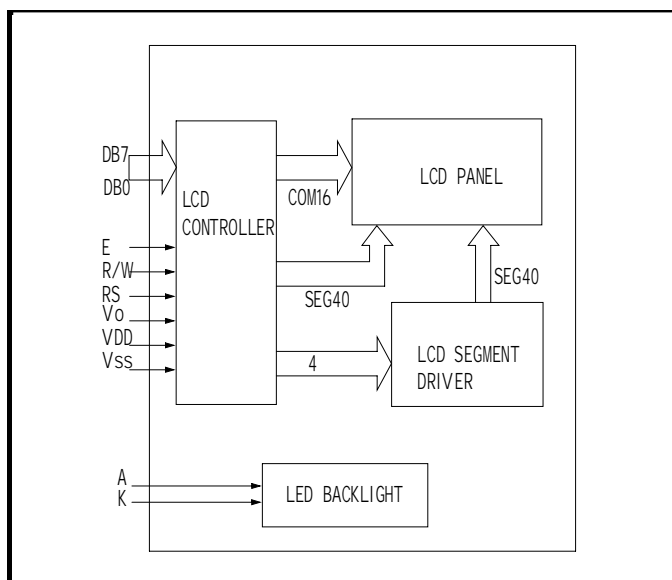 DB7
DB0
LCD
CONTROLLER
COM16
LCD PANEL
E
R/W
RS
Vo
VDD
Vss
SEG40
SEG40
4
LCD SEGMENT
DRIVER
A
K
LED BACKLIGHT